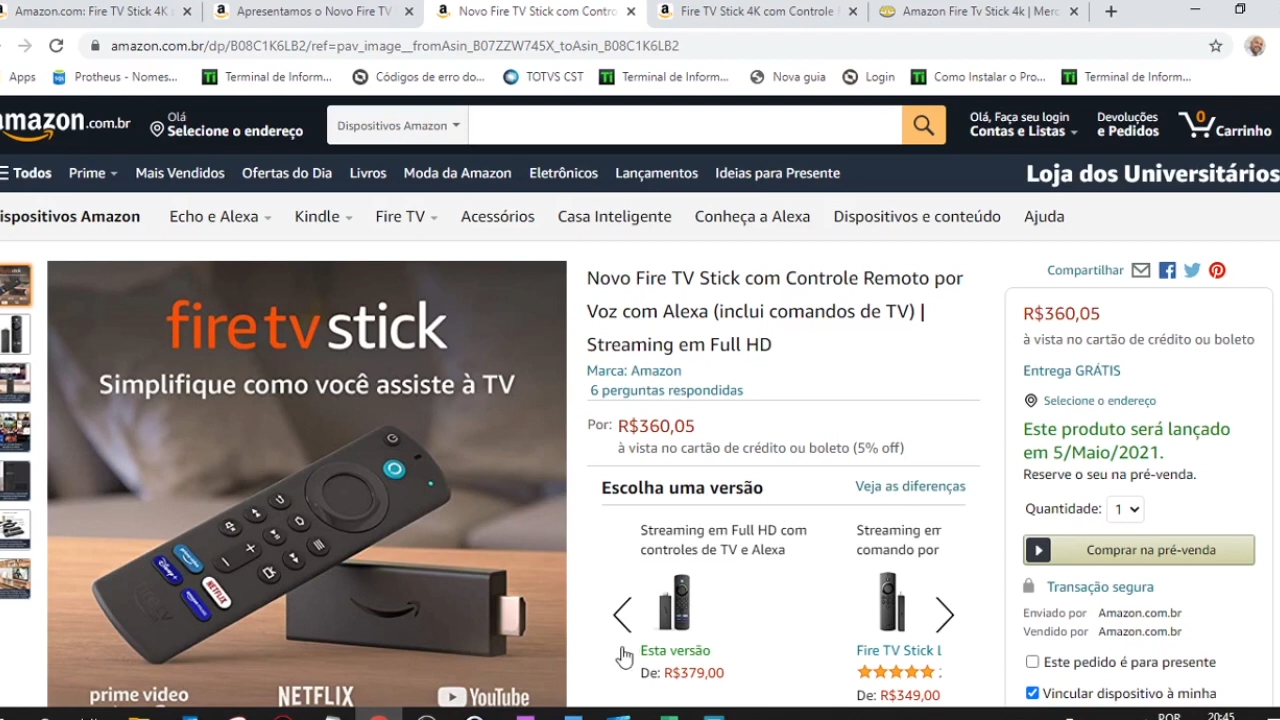 Amazon.com: Fire TV Stick 4K
Apresentamos o Novo Fire TV
Novo Fire TV Stick com Contro
Fire TV Stick 4K com Controle
Amazon Fire Tv Stick 4k | Merc
amazon.com.br/dp/B08C1K6LB2/ref=pav_image__fromAsin_B07ZZW745X_toAsin_B08C1K6LB2
Apps
Protheus - Nomes...
Terminal de Inform...
Códigos de erro do...
TOTVS CST
Terminal de Inform...
Nova guia
Login
Como Instalar o Pro...
Terminal de Inform...
amazon.com.br
Olá
Selecione o endereço
Dispositivos Amazon
Olá, Faça seu login
Contas e Listas
Devoluções
e Pedidos
0
Carrinho
Todos
Prime
Mais Vendidos
Ofertas do Dia
Livros
Moda da Amazon
Eletrônicos
Lançamentos
Ideias para Presente
Loja dos Universitários
ispositivos Amazon
Echo e Alexa
Kindle
Fire TV
Acessórios
Casa Inteligente
Conheça a Alexa
Dispositivos e conteúdo
Ajuda
fire tv stick
Simplifique como você assiste à TV
Disney+
NETFLIX
prime video
NETFLIX
YouTube
Novo Fire TV Stick com Controle Remoto por
Voz com Alexa (inclui comandos de TV) |
Streaming em Full HD
Marca: Amazon
6 perguntas respondidas
Por: R$360,05
à vista no cartão de crédito ou boleto (5% off)
Escolha uma versão
Veja as diferenças
Streaming em Full HD com
controles de TV e Alexa
Esta versão
De: R$379,00
Streaming em
comando por
Fire TV Stick L
De: R$349,00
Compartilhar
R$360,05
à vista no cartão de crédito ou boleto
Entrega GRÁTIS
Selecione o endereço
Este produto será lançado
em 5/Maio/2021.
Reserve o seu na pré-venda.
Quantidade: 1
Comprar na pré-venda
Transação segura
Enviado por Amazon.com.br
Vendido por Amazon.com.br
Este pedido é para presente
Vincular dispositivo à minha
POR
20:45